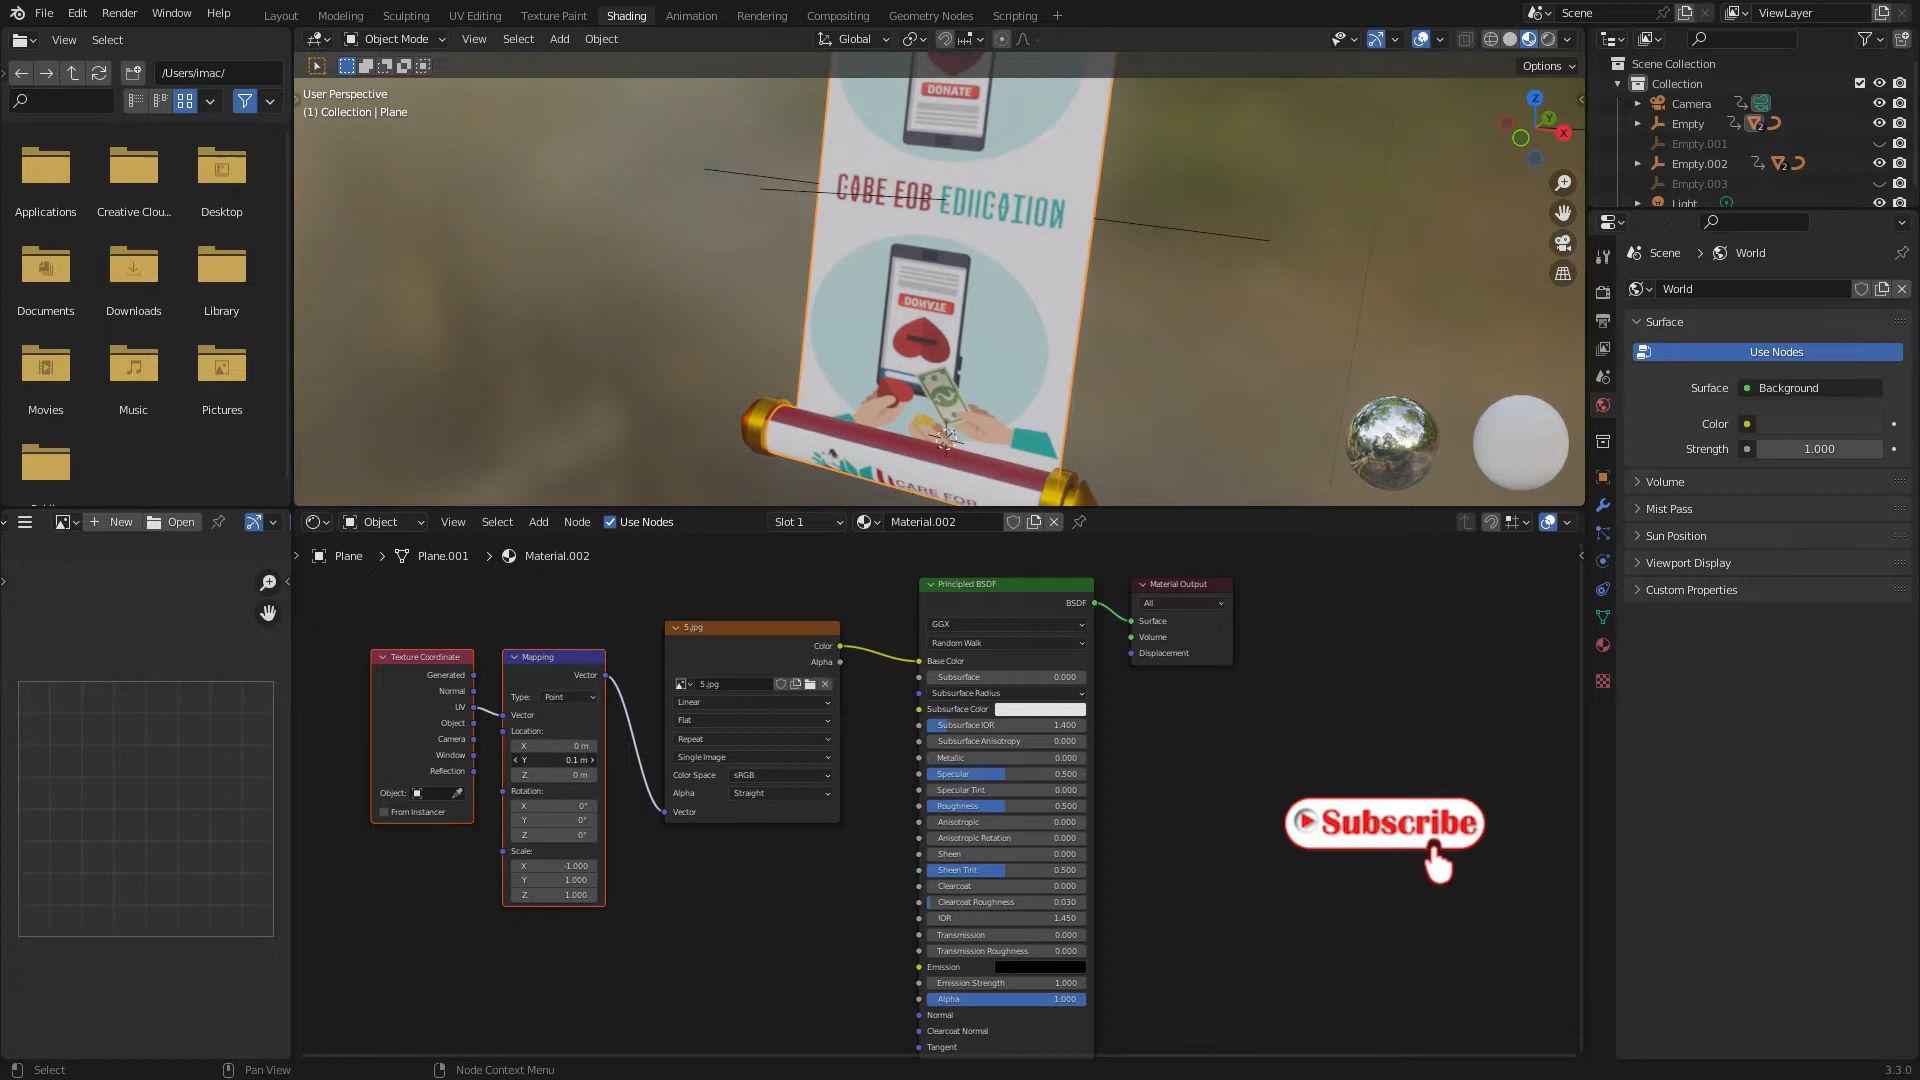 File Edit Render Window Help
Layout Modeling Sculpting UV Editing Texture Paint Shading Animation Rendering Compositing Geometry Nodes Scripting
Scene
ViewLayer
View Select
/Users/imac/
Object Mode View Select Add Object
Global
Options
User Perspective
(1) Collection | Plane
DONATE
CARE FOR EDUCATION
DONATE
CARE FOR
Applications Creative Clou... Desktop
Documents Downloads Library
Movies Music Pictures
Scene Collection
Collection
Camera
Empty
2
Empty.001
Empty.002
2
Empty.003
Light
Z
Y
X
Scene > World
World
Surface
Use Nodes
Surface Background
Color
Strength 1.000
Volume
Mist Pass
Sun Position
Viewport Display
Custom Properties
New Open
Object View Select Add Node Use Nodes Slot 1 Material.002
Plane > Plane.001 > Material.002
Texture Coordinate
Generated
Normal
UV
Object
Camera
Window
Reflection
Object:
From Instancer
Mapping
Vector
Type: Point
Vector
Location:
X 0 m
Y 0.1 m
Z 0 m
Rotation:
X 0°
Y 0°
Z 0°
Scale:
X -1.000
Y 1.000
Z 1.000
5.jpg
Color
Alpha
5.jpg
Linear
Flat
Repeat
Single Image
Color Space sRGB
Alpha Straight
Vector
Principled BSDF
BSDF
GGX
Random Walk
Base Color
Subsurface 0.000
Subsurface Radius
Subsurface Color
Subsurface IOR 1.400
Subsurface Anisotropy 0.000
Metallic 0.000
Specular 0.500
Specular Tint 0.000
Roughness 0.500
Anisotropic 0.000
Anisotropic Rotation 0.000
Sheen 0.000
Sheen Tint 0.500
Clearcoat 0.000
Clearcoat Roughness 0.030
IOR 1.450
Transmission 0.000
Transmission Roughness 0.000
Emission
Emission Strength 1.000
Alpha 1.000
Normal
Clearcoat Normal
Tangent
Material Output
All
Surface
Volume
Displacement
Subscribe
Select Pan View Node Context Menu 3.3.0